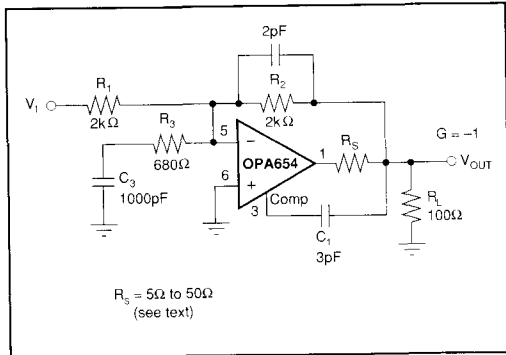 2pF
R1
R2
V1
2kΩ
R3
5
2kΩ
–
RS
G = –1
OPA654
1
VOUT
680Ω
6
+
C3
1000pF
Comp
3
RL
100Ω
C1
3pF
RS = 5Ω to 50Ω
(see text)